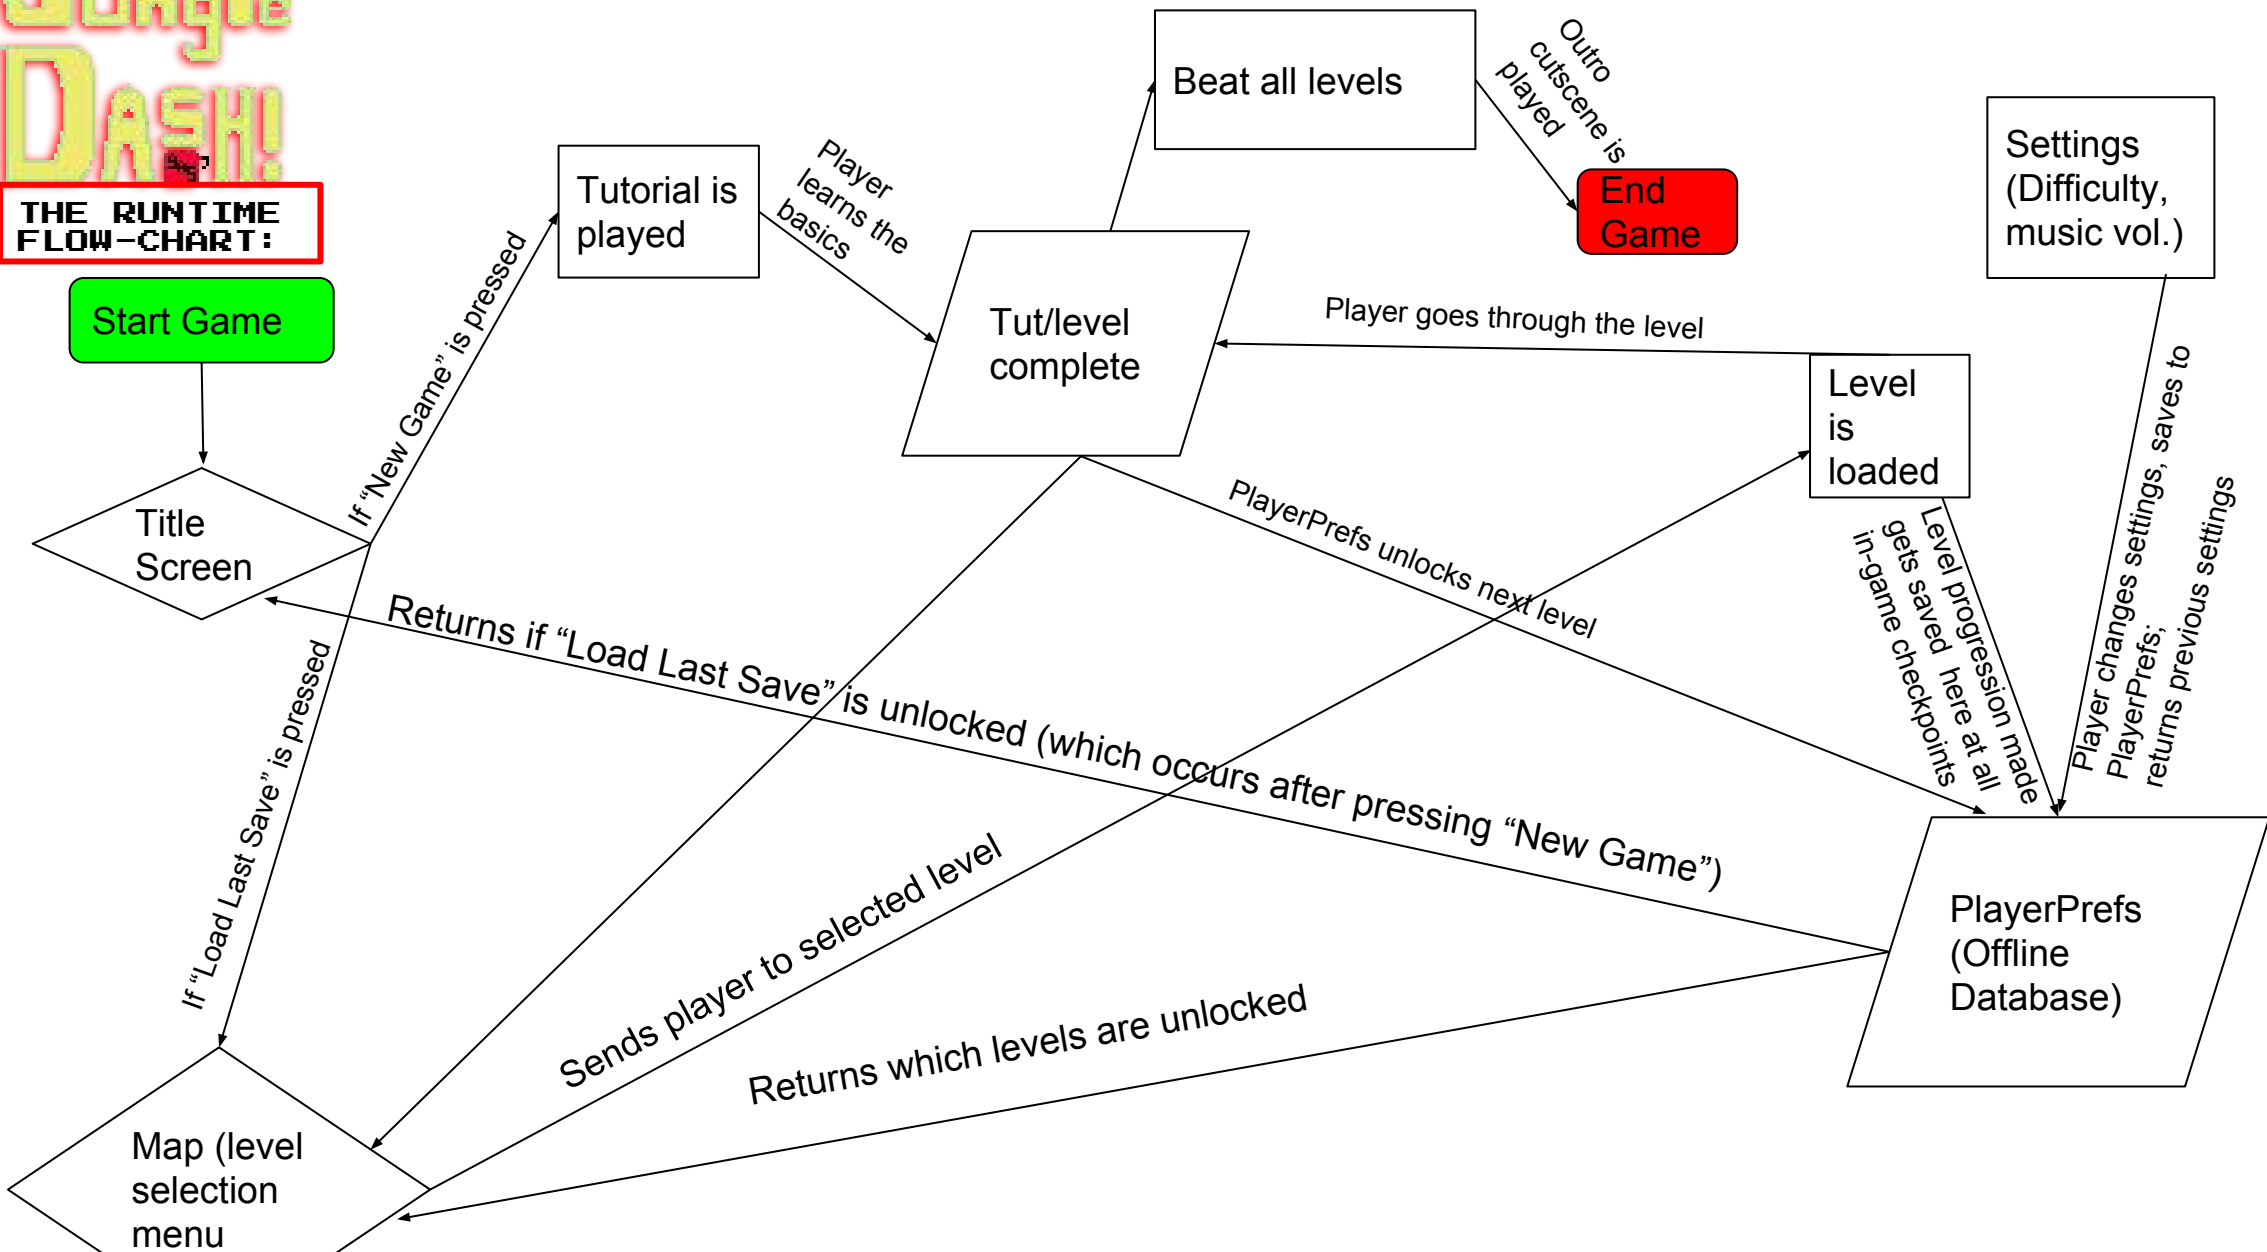 Jungle
DASH!
THE RUNTIME
FLOW-CHART:
Start Game
Title
Screen
If “New Game” is pressed
If “Load Last Save” is pressed
Tutorial is
played
Player
learns the
basics
Tut/level
complete
Beat all levels
Outro
cutscene is
played
End
Game
Player goes through the level
Level
is
loaded
Settings
(Difficulty,
music vol.)
Player changes settings, saves to
PlayerPrefs;
returns previous settings
Level progression made
gets saved here at all
in-game checkpoints
PlayerPrefs unlocks next level
Returns if “Load Last Save” is unlocked (which occurs after pressing “New Game”)
Sends player to selected level
Returns which levels are unlocked
PlayerPrefs
(Offline
Database)
Map (level
selection
menu